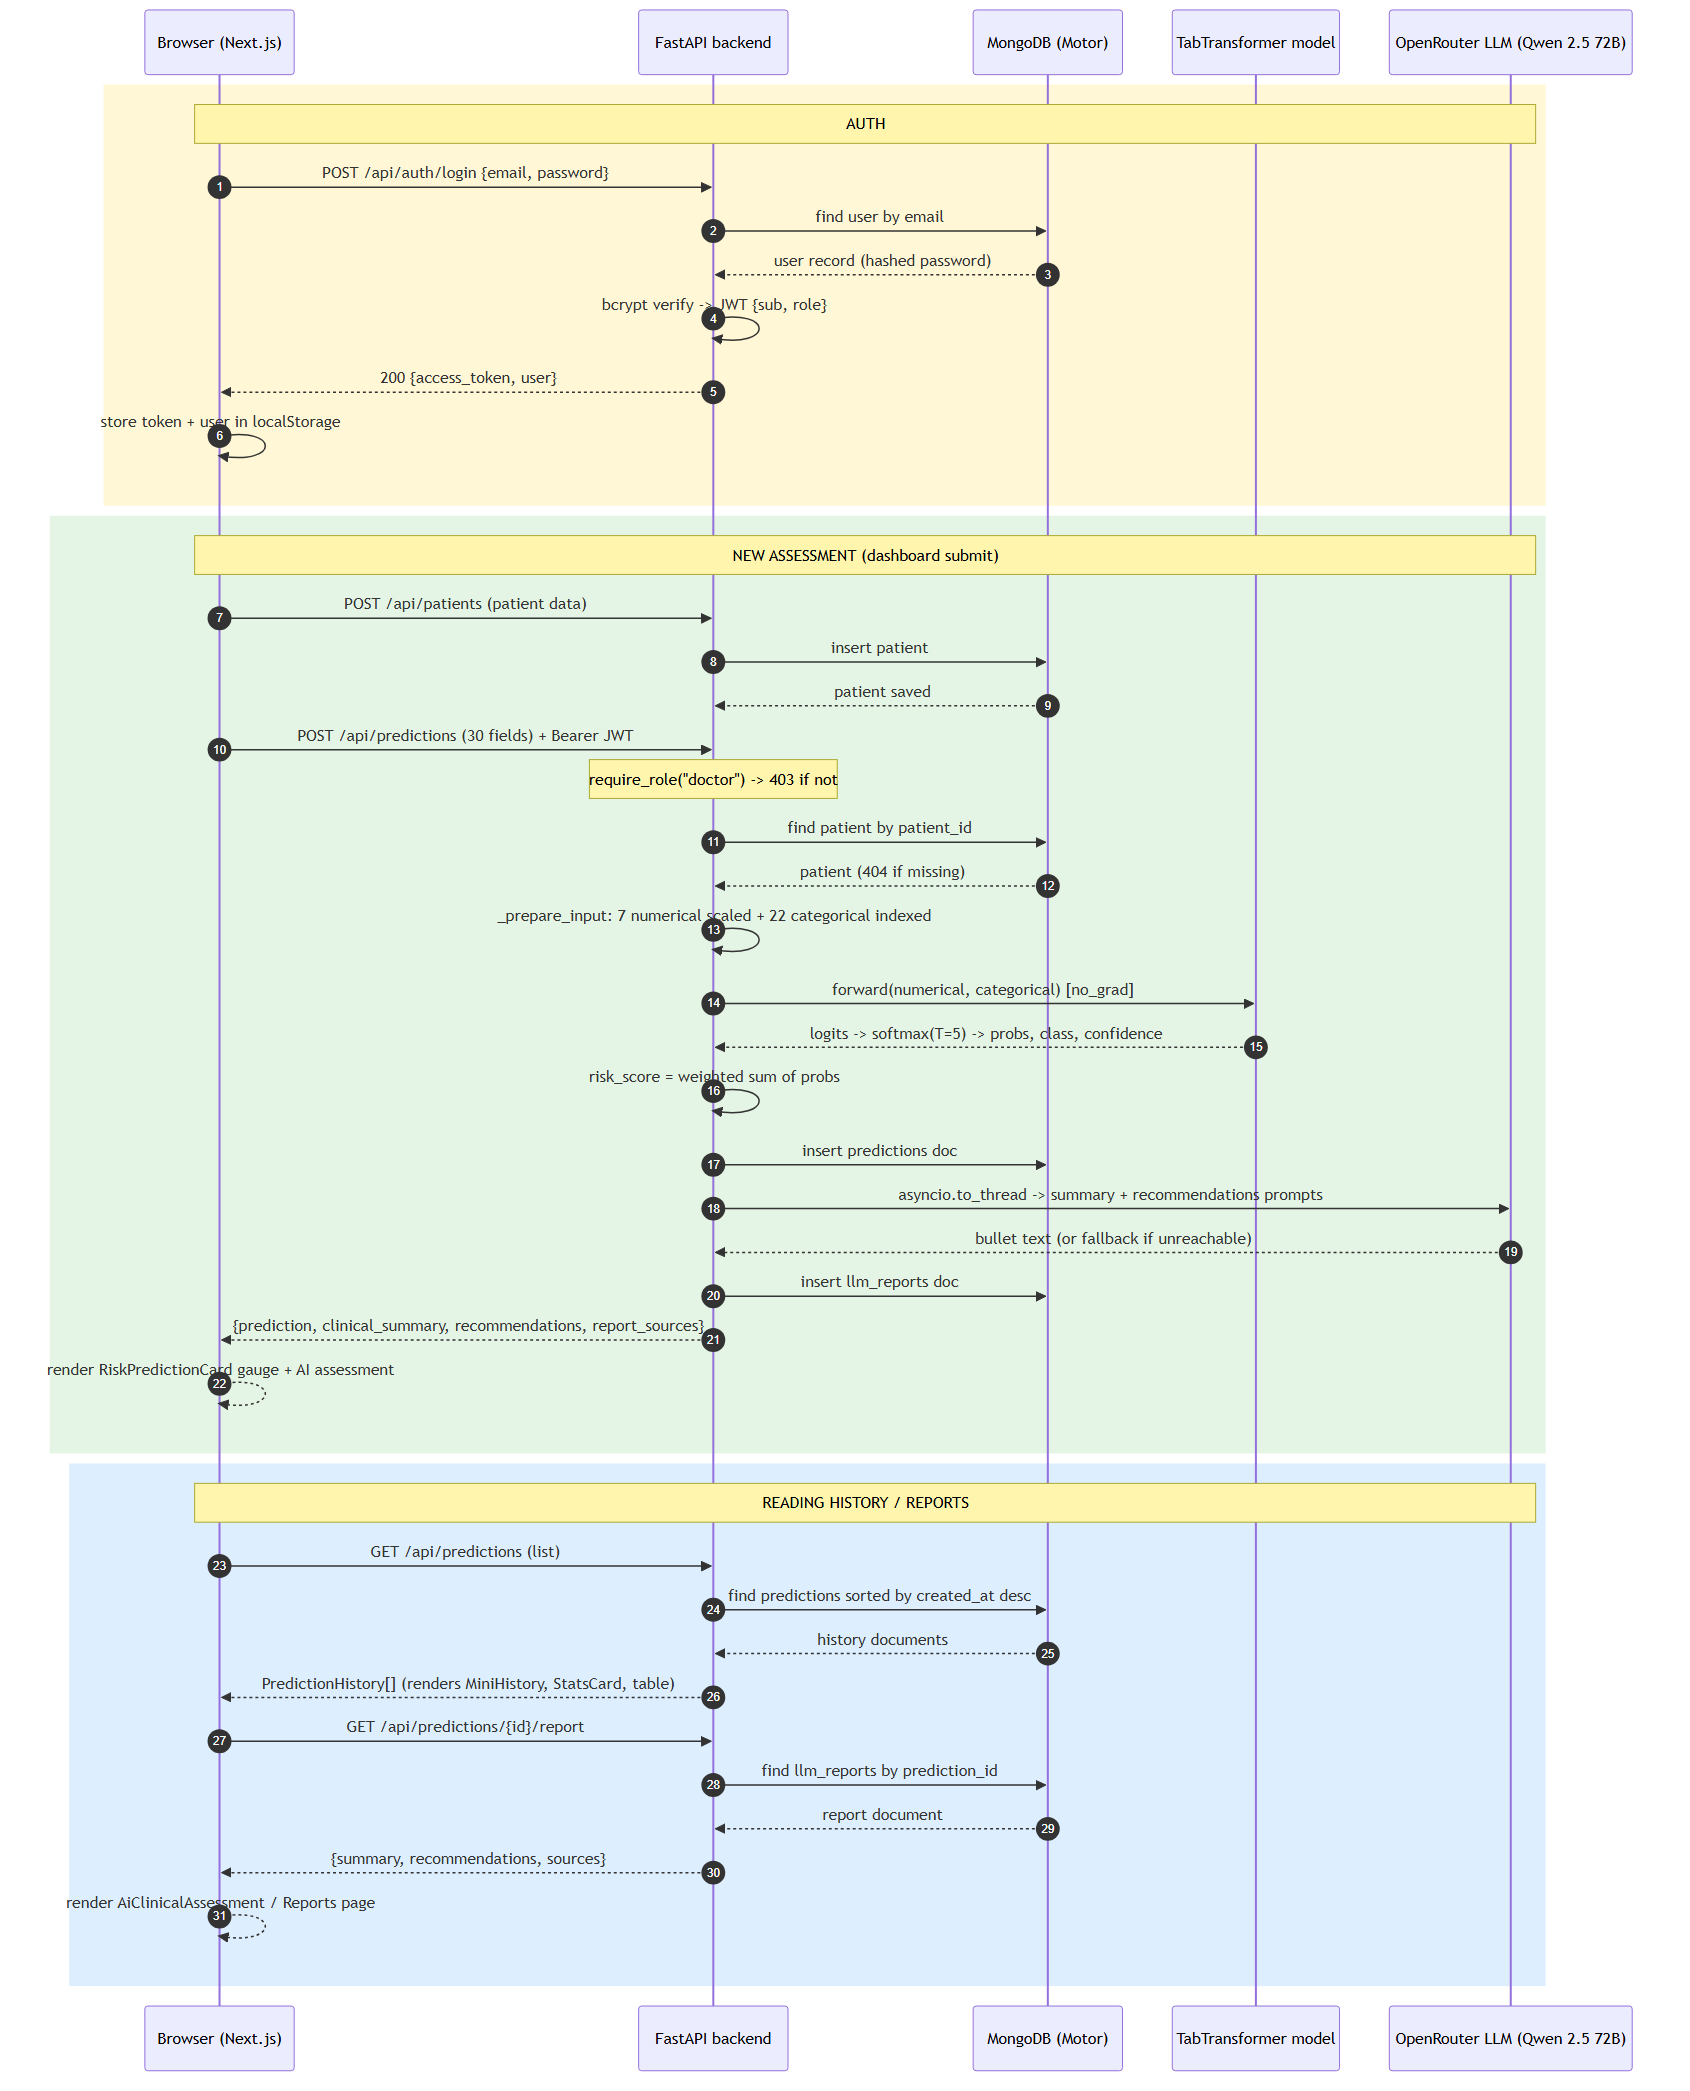 Browser (Next.js)
FastAPI backend
MongoDB (Motor)
TabTransformer model
OpenRouter LLM (Qwen 2.5 72B)
AUTH
POST /api/auth/login {email, password}
1
find user by email
2
user record (hashed password)
3
bcrypt verify -> JWT {sub, role}
4
200 {access_token, user}
5
store token + user in localStorage
6
NEW ASSESSMENT (dashboard submit)
POST /api/patients (patient data)
7
insert patient
8
patient saved
9
POST /api/predictions (30 fields) + Bearer JWT
10
require_role("doctor") -> 403 if not
find patient by patient_id
11
patient (404 if missing)
12
_prepare_input: 7 numerical scaled + 22 categorical indexed
13
forward(numerical, categorical) [no_grad]
14
logits -> softmax(T=5) -> probs, class, confidence
15
risk_score = weighted sum of probs
16
insert predictions doc
17
asyncio.to_thread -> summary + recommendations prompts
18
bullet text (or fallback if unreachable)
19
insert llm_reports doc
20
{prediction, clinical_summary, recommendations, report_sources}
21
render RiskPredictionCard gauge + AI assessment
22
READING HISTORY / REPORTS
GET /api/predictions (list)
23
find predictions sorted by created_at desc
24
history documents
25
PredictionHistory[] (renders MiniHistory, StatsCard, table)
26
GET /api/predictions/{id}/report
27
find llm_reports by prediction_id
28
report document
29
{summary, recommendations, sources}
30
render AiClinicalAssessment / Reports page
31
Browser (Next.js)
FastAPI backend
MongoDB (Motor)
TabTransformer model
OpenRouter LLM (Qwen 2.5 72B)